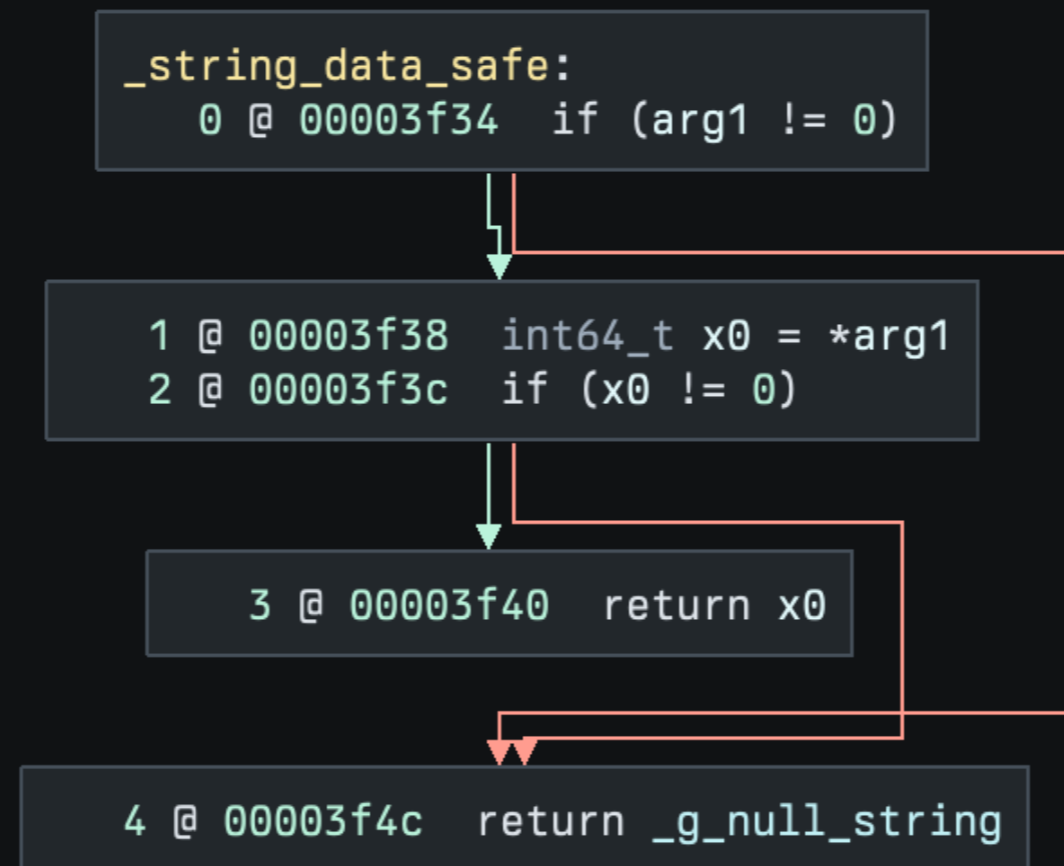 _string_data_safe:
0 @ 00003f34  if (arg1 != 0)
1 @ 00003f38  int64_t x0 = *arg1
2 @ 00003f3c  if (x0 != 0)
3 @ 00003f40  return x0
4 @ 00003f4c  return _g_null_string